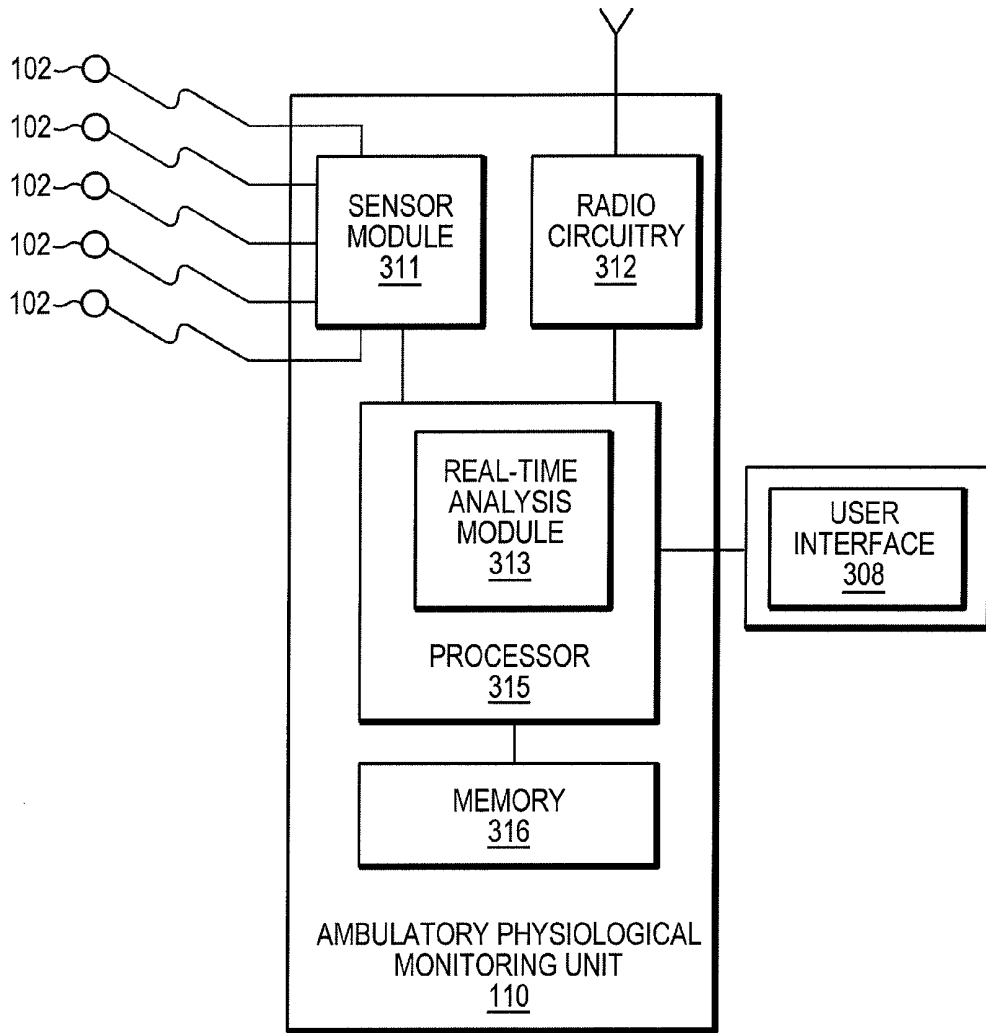 102
102
102
102
102
SENSOR
MODULE
311
RADIO
CIRCUITRY
312
REAL-TIME
ANALYSIS
MODULE
313
PROCESSOR
315
USER
INTERFACE
308
MEMORY
316
AMBULATORY PHYSIOLOGICAL
MONITORING UNIT
110